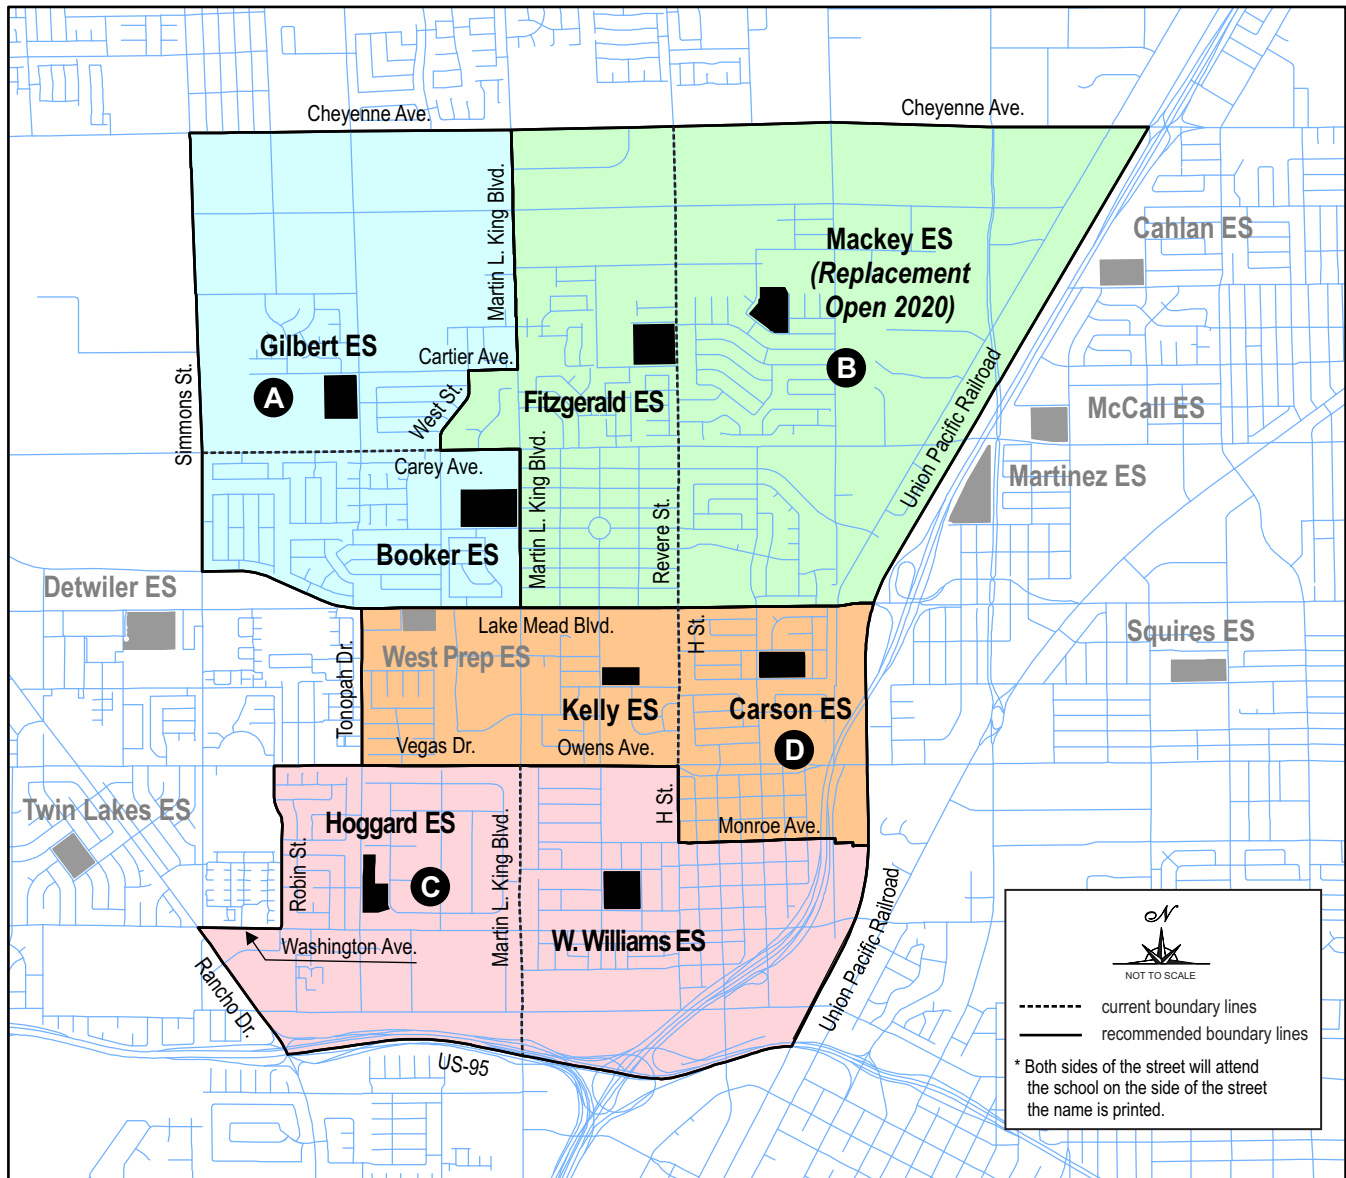 Cheyenne Ave.
Cheyenne Ave.
Martin L. King Blvd.
Cahlan ES
Mackey ES
(Replacement
Open 2020)
Gilbert ES
Cartier Ave.
A
B
Simmons St.
West St.
Fitzgerald ES
Union Pacific Railroad
McCall ES
Carey Ave.
Martin L. King Blvd.
Revere St.
Martinez ES
Booker ES
Detwiler ES
Lake Mead Blvd.
H St.
Squires ES
West Prep ES
Tonopah Dr.
Kelly ES
Carson ES
Vegas Dr.
Owens Ave.
D
Twin Lakes ES
Hoggard ES
Martin L. King Blvd.
H St.
Monroe Ave.
Robin St.
C
Washington Ave.
W. Williams ES
Rancho Dr.
Union Pacific Railroad
US-95
N
NOT TO SCALE
current boundary lines
recommended boundary lines
* Both sides of the street will attend
the school on the side of the street
the name is printed.